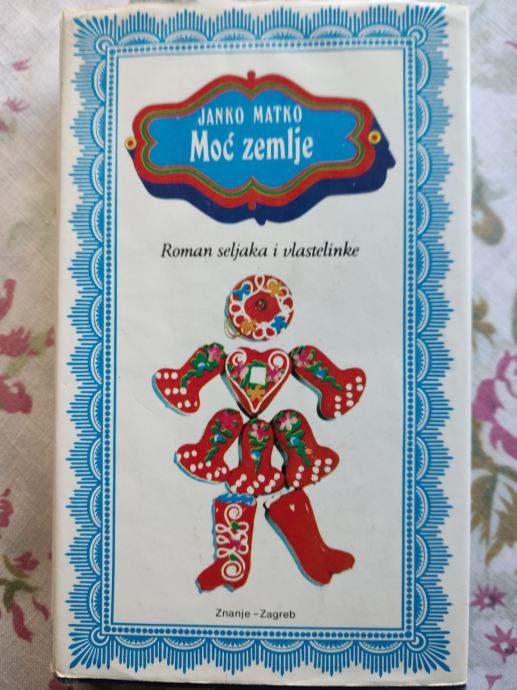 JANKO MATKO
Moć zemlje
Roman seljaka i vlastelinke
Znanje – Zagreb